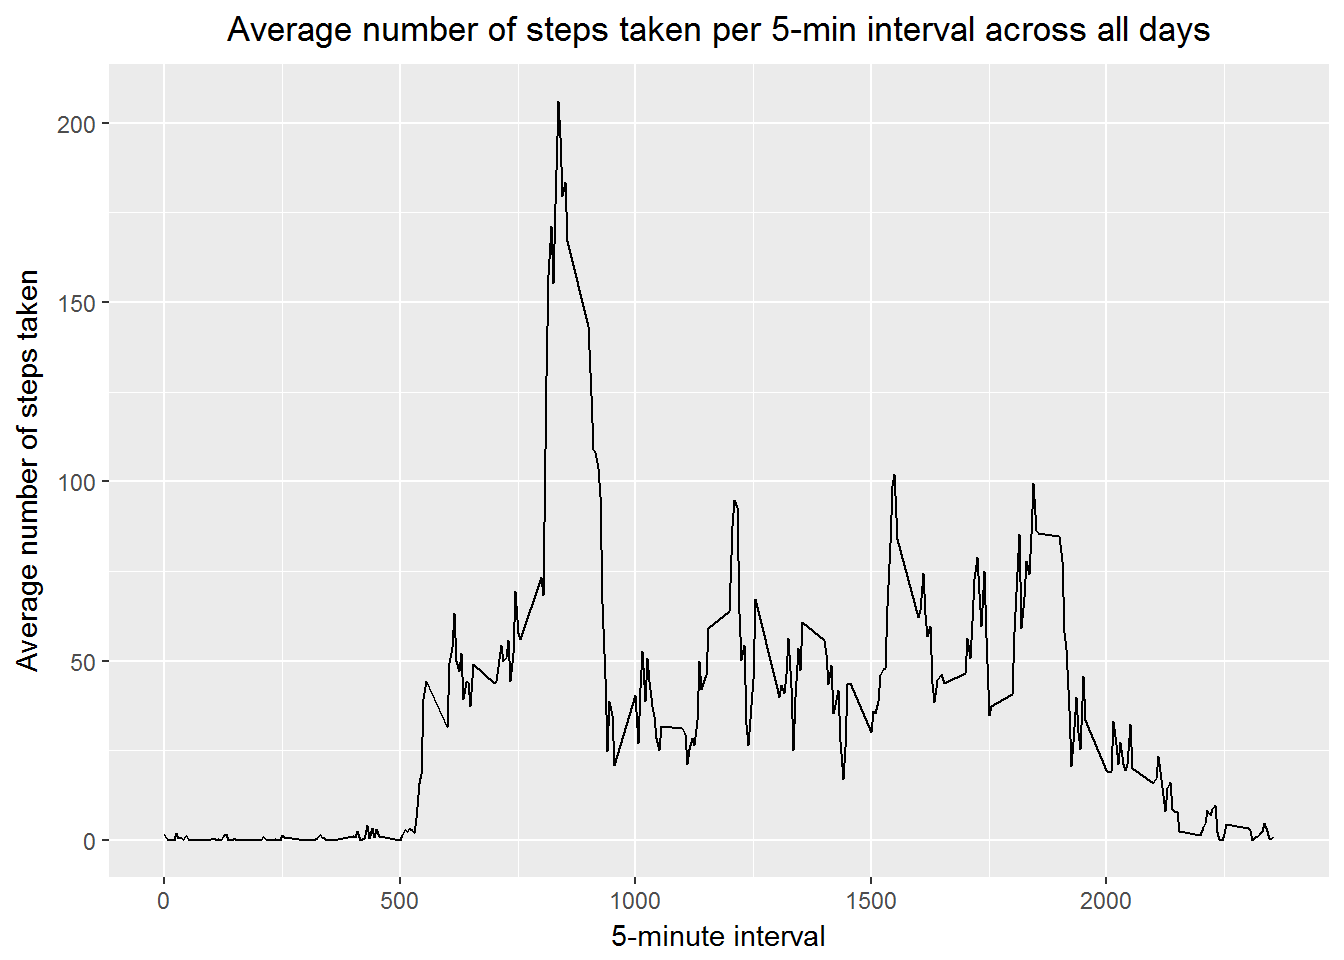 Average number of steps taken per 5-min interval across all days
Average number of steps taken
200
150
100
50
0
0 500 1000 1500 2000
5-minute interval